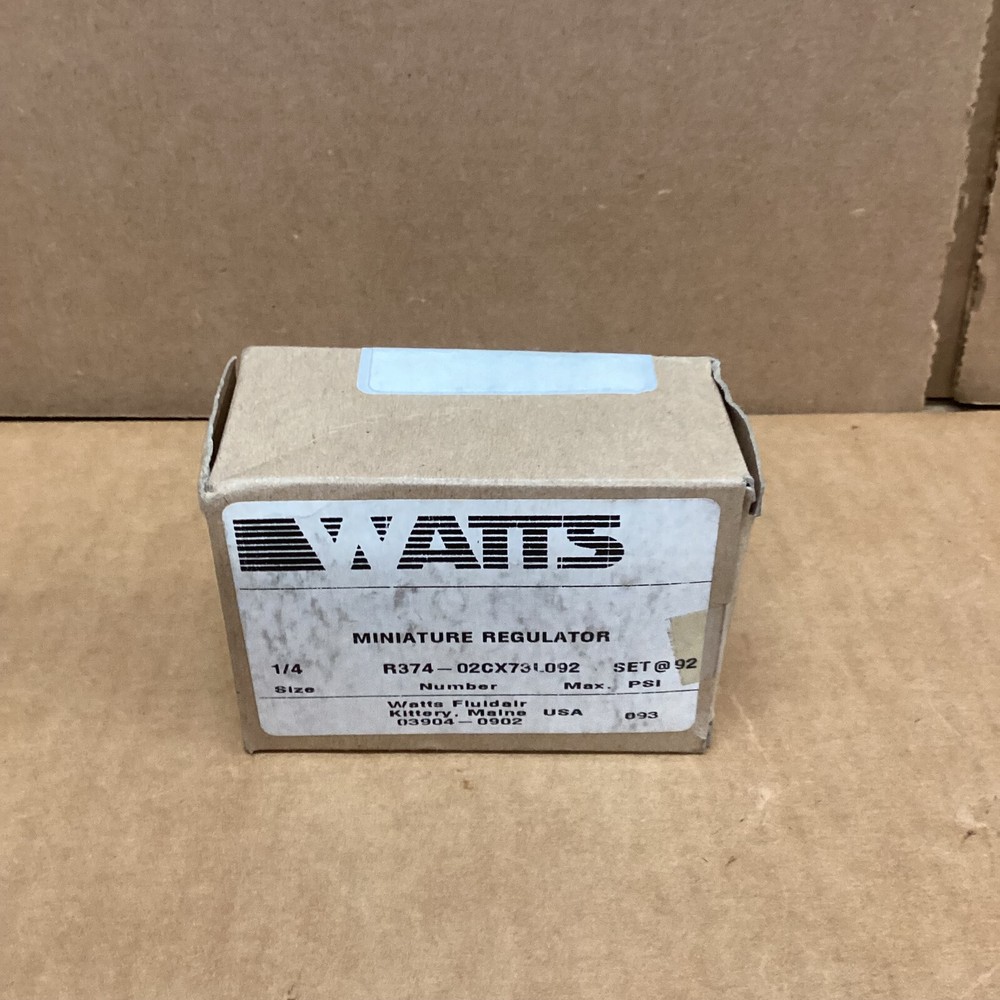 WATTS
MINIATURE REGULATOR
1/4 R374-02CX73L092 SET@92
Size Number Max. PSI
Watts Fluidair
Kittery, Maine USA 893
03904-0902